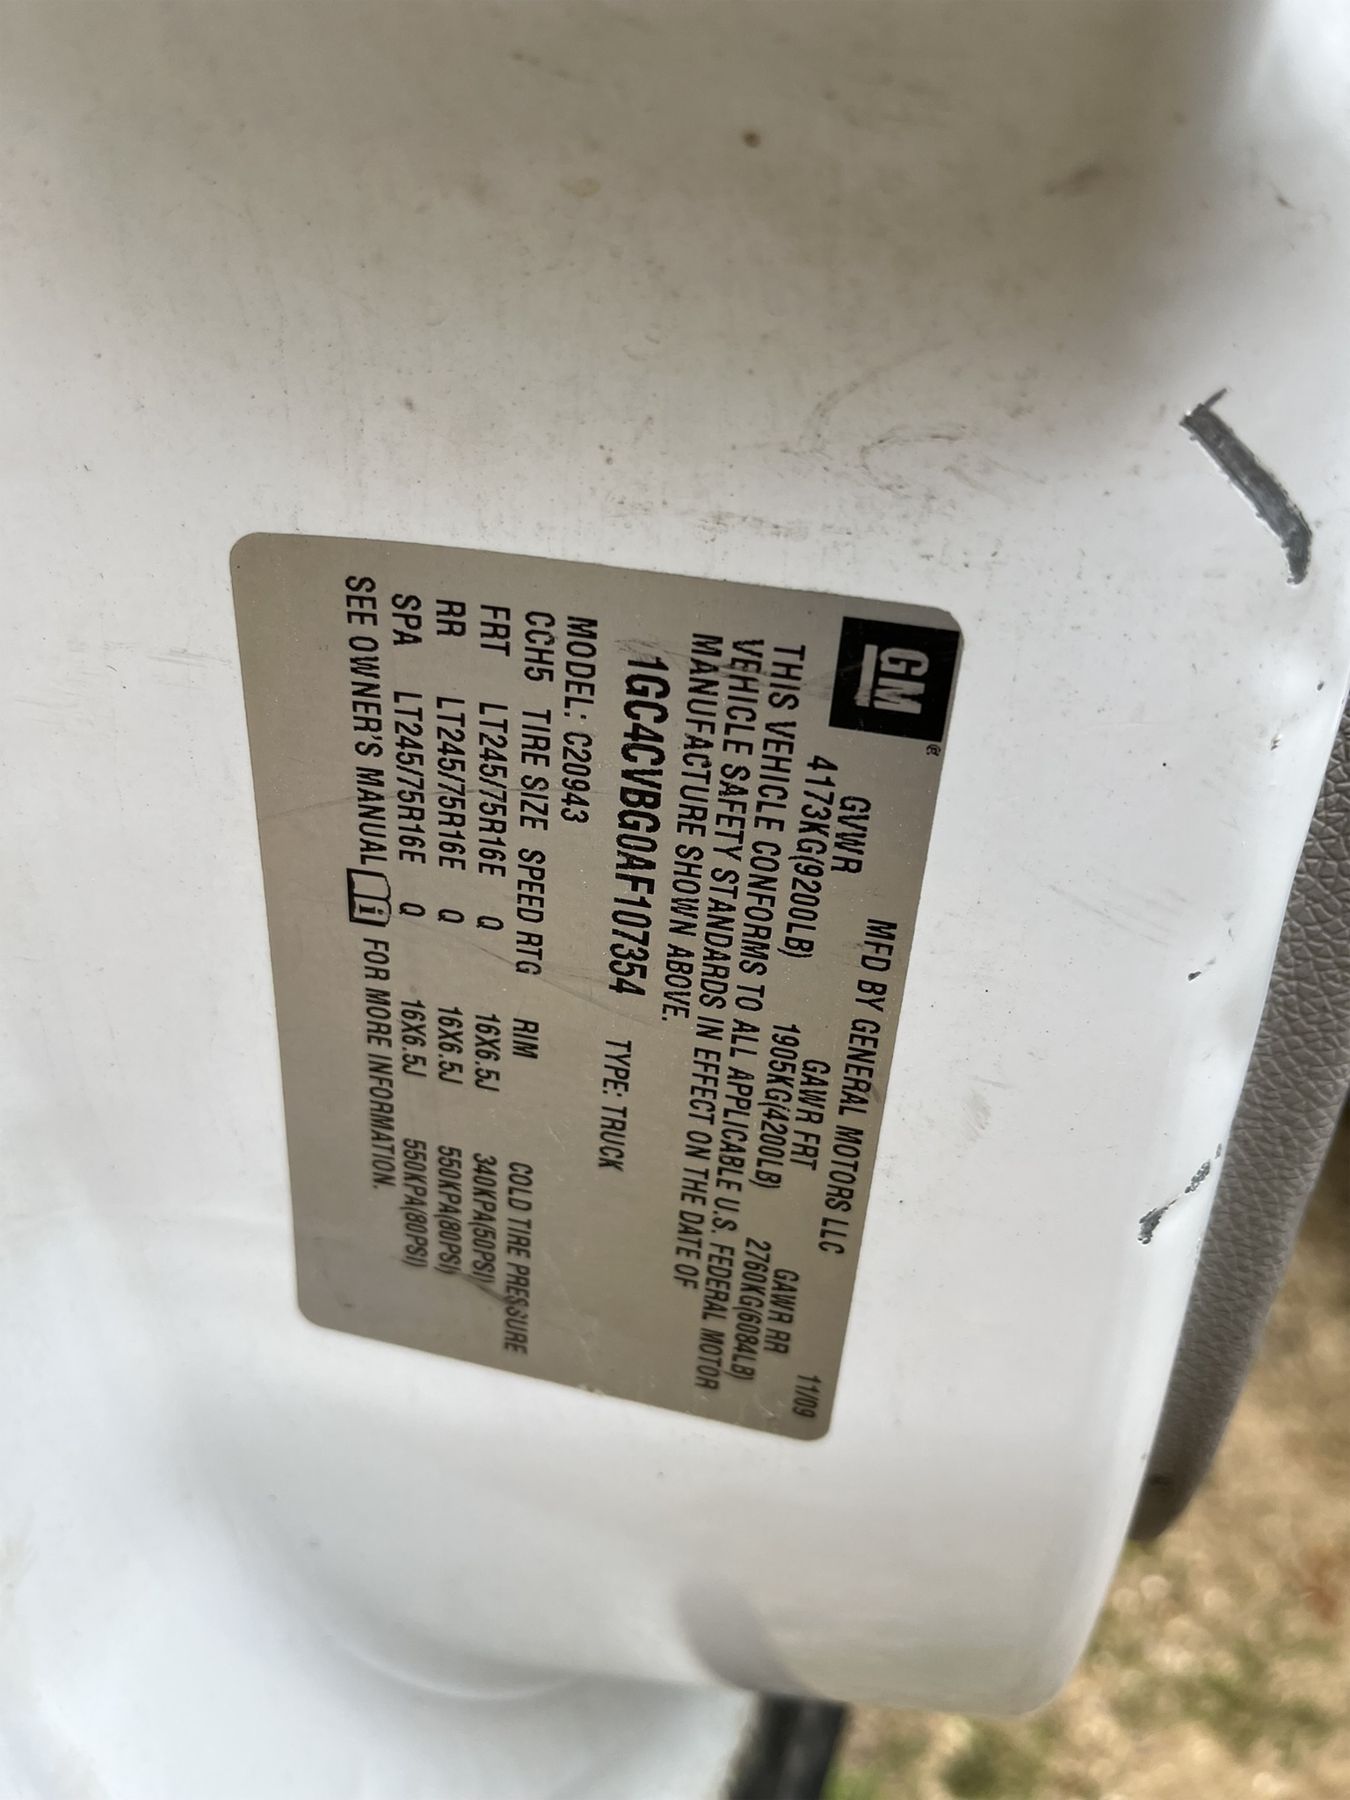 GM®
MFD BY GENERAL MOTORS LLC 11/09
GVWR GAWR FRT GAWR RR
4173KG(9200LB) 1905KG(4200LB) 2760KG(6084LB)
THIS VEHICLE CONFORMS TO ALL APPLICABLE U.S. FEDERAL MOTOR
VEHICLE SAFETY STANDARDS IN EFFECT ON THE DATE OF
MANUFACTURE SHOWN ABOVE.
1GC4CVBG0AF107354 TYPE: TRUCK
MODEL: C20943
CCH5 TIRE SIZE SPEED RTG RIM COLD TIRE PRESSURE
FRT LT245/75R16E Q 16X6.5J 340KPA(50PSI)
RR LT245/75R16E Q 16X6.5J 550KPA(80PSI)
SPA LT245/75R16E Q 16X6.5J 550KPA(80PSI)
SEE OWNER'S MANUAL i FOR MORE INFORMATION.